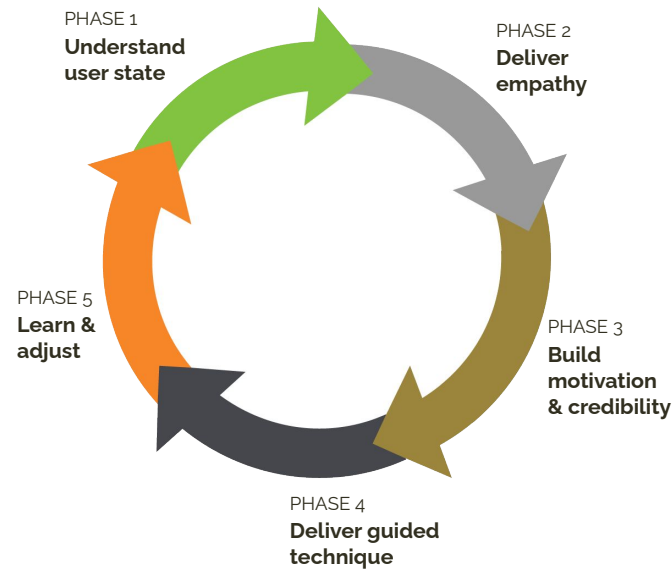 PHASE 1
Understand
user state
PHASE 2
Deliver
empathy
PHASE 3
Build
motivation
& credibility
PHASE 4
Deliver guided
technique
PHASE 5
Learn &
adjust